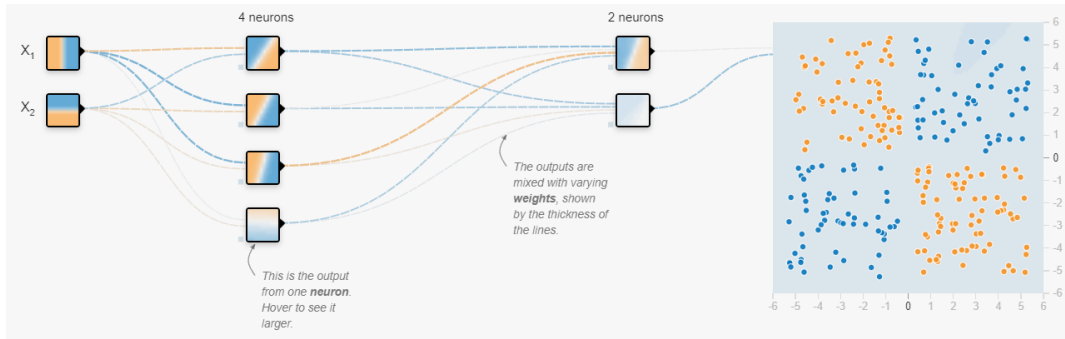 4 neurons
2 neurons
X1
X2
The outputs are
mixed with varying
weights, shown
by the thickness of
the lines.
This is the output
from one neuron.
Hover to see it
larger.
6
5
4
3
2
1
0
-1
-2
-3
-4
-5
-6
-6 -5 -4 -3 -2 -1 0 1 2 3 4 5 6